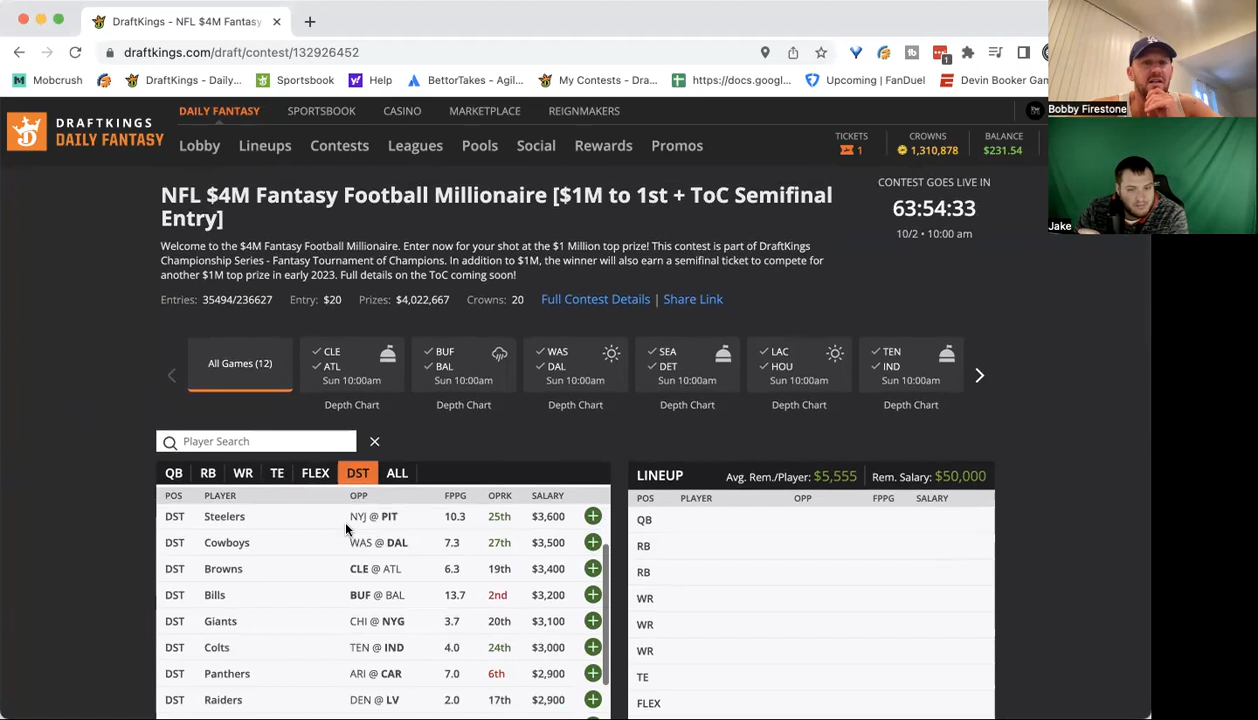 DraftKings - NFL $4M Fantasy
draftkings.com/draft/contest/132926452
Mobcrush
DraftKings - Daily...
Sportsbook
Help
BettorTakes - Agil...
My Contests - Dra...
https://docs.googl...
Upcoming | FanDuel
Devin Booker Gam
DAILY FANTASY
SPORTSBOOK
CASINO
MARKETPLACE
REIGNMAKERS
DRAFTKINGS
DAILY FANTASY
Lobby
Lineups
Contests
Leagues
Pools
Social
Rewards
Promos
TICKETS
1
CROWNS
1,310,878
BALANCE
$231.54
Bobby Firestone
Jake
NFL $4M Fantasy Football Millionaire [$1M to 1st + ToC Semifinal
Entry]
CONTEST GOES LIVE IN
63:54:33
10/2 • 10:00 am
Welcome to the $4M Fantasy Football Millionaire. Enter now for your shot at the $1 Million top prize! This contest is part of DraftKings
Championship Series - Fantasy Tournament of Champions. In addition to $1M, the winner will also earn a semifinal ticket to compete for
another $1M top prize in early 2023. Full details on the ToC coming soon!
Entries: 35494/236627 Entry: $20 Prizes: $4,022,667 Crowns: 20 Full Contest Details | Share Link
All Games (12)
CLE
ATL
Sun 10:00am
Depth Chart
BUF
BAL
Sun 10:00am
Depth Chart
WAS
DAL
Sun 10:00am
Depth Chart
SEA
DET
Sun 10:00am
Depth Chart
LAC
HOU
Sun 10:00am
Depth Chart
TEN
IND
Sun 10:00am
Depth Chart
Player Search
QB RB WR TE FLEX DST ALL
POS PLAYER OPP FPPG OPRK SALARY
DST Steelers NYJ @ PIT 10.3 25th $3,600
DST Cowboys WAS @ DAL 7.3 27th $3,500
DST Browns CLE @ ATL 6.3 19th $3,400
DST Bills BUF @ BAL 13.7 2nd $3,200
DST Giants CHI @ NYG 3.7 20th $3,100
DST Colts TEN @ IND 4.0 24th $3,000
DST Panthers ARI @ CAR 7.0 6th $2,900
DST Raiders DEN @ LV 2.0 17th $2,900
LINEUP Avg. Rem./Player: $5,555 Rem. Salary: $50,000
POS PLAYER OPP FPPG SALARY
QB
RB
RB
WR
WR
WR
TE
FLEX